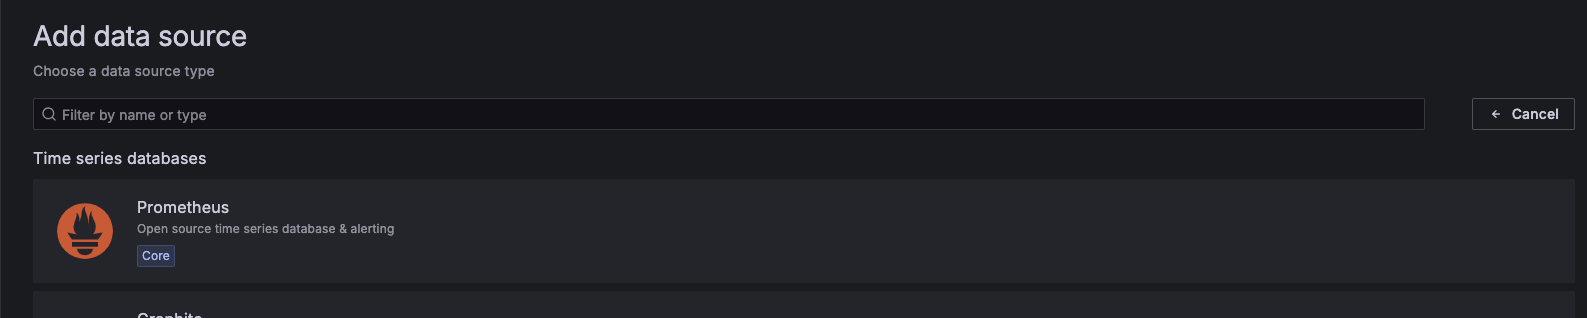 Add data source
Choose a data source type
Filter by name or type
Cancel
Time series databases
Prometheus
Open source time series database & alerting
Core